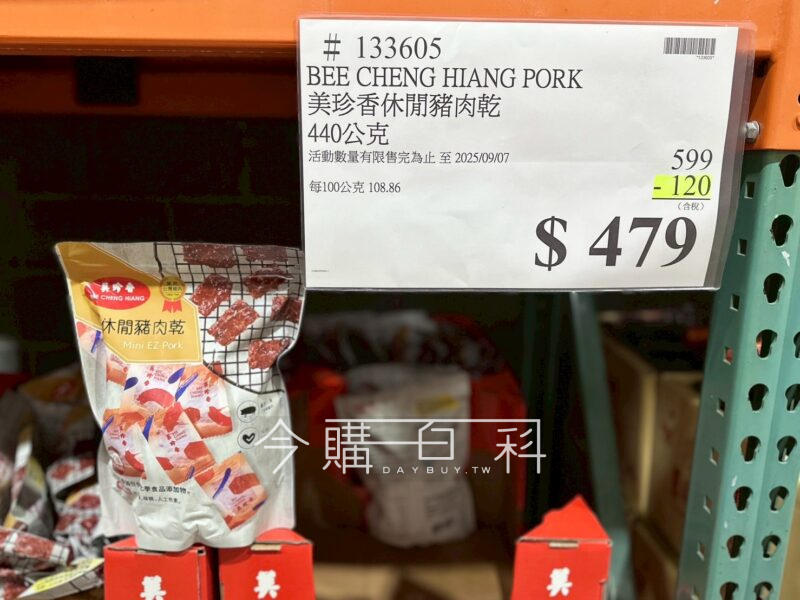 # 133605
BEE CHENG HIANG PORK
美珍香休閒豬肉乾
440公克
活動數量有限售完為止 至 2025/09/07
599
- 120
(含稅)
每100公克 108.86
$ 479
美珍香
BEE CHENG HIANG
休閒豬肉乾
Mini EZ-Pork
今購百科
DAYBUY.TW